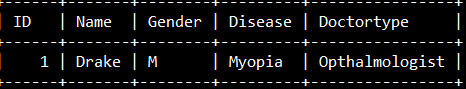 ID | Name | Gender | Disease | Doctortype |
1 | Drake | M | Myopia | Opthalmologist |